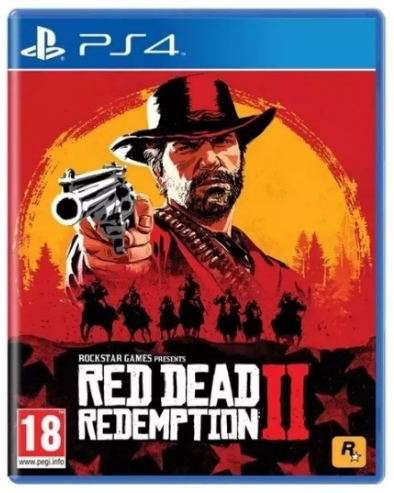 PS4
ROCKSTAR GAMES PRESENTS
RED DEAD
REDEMPTION II
18
www.pegi.info
R